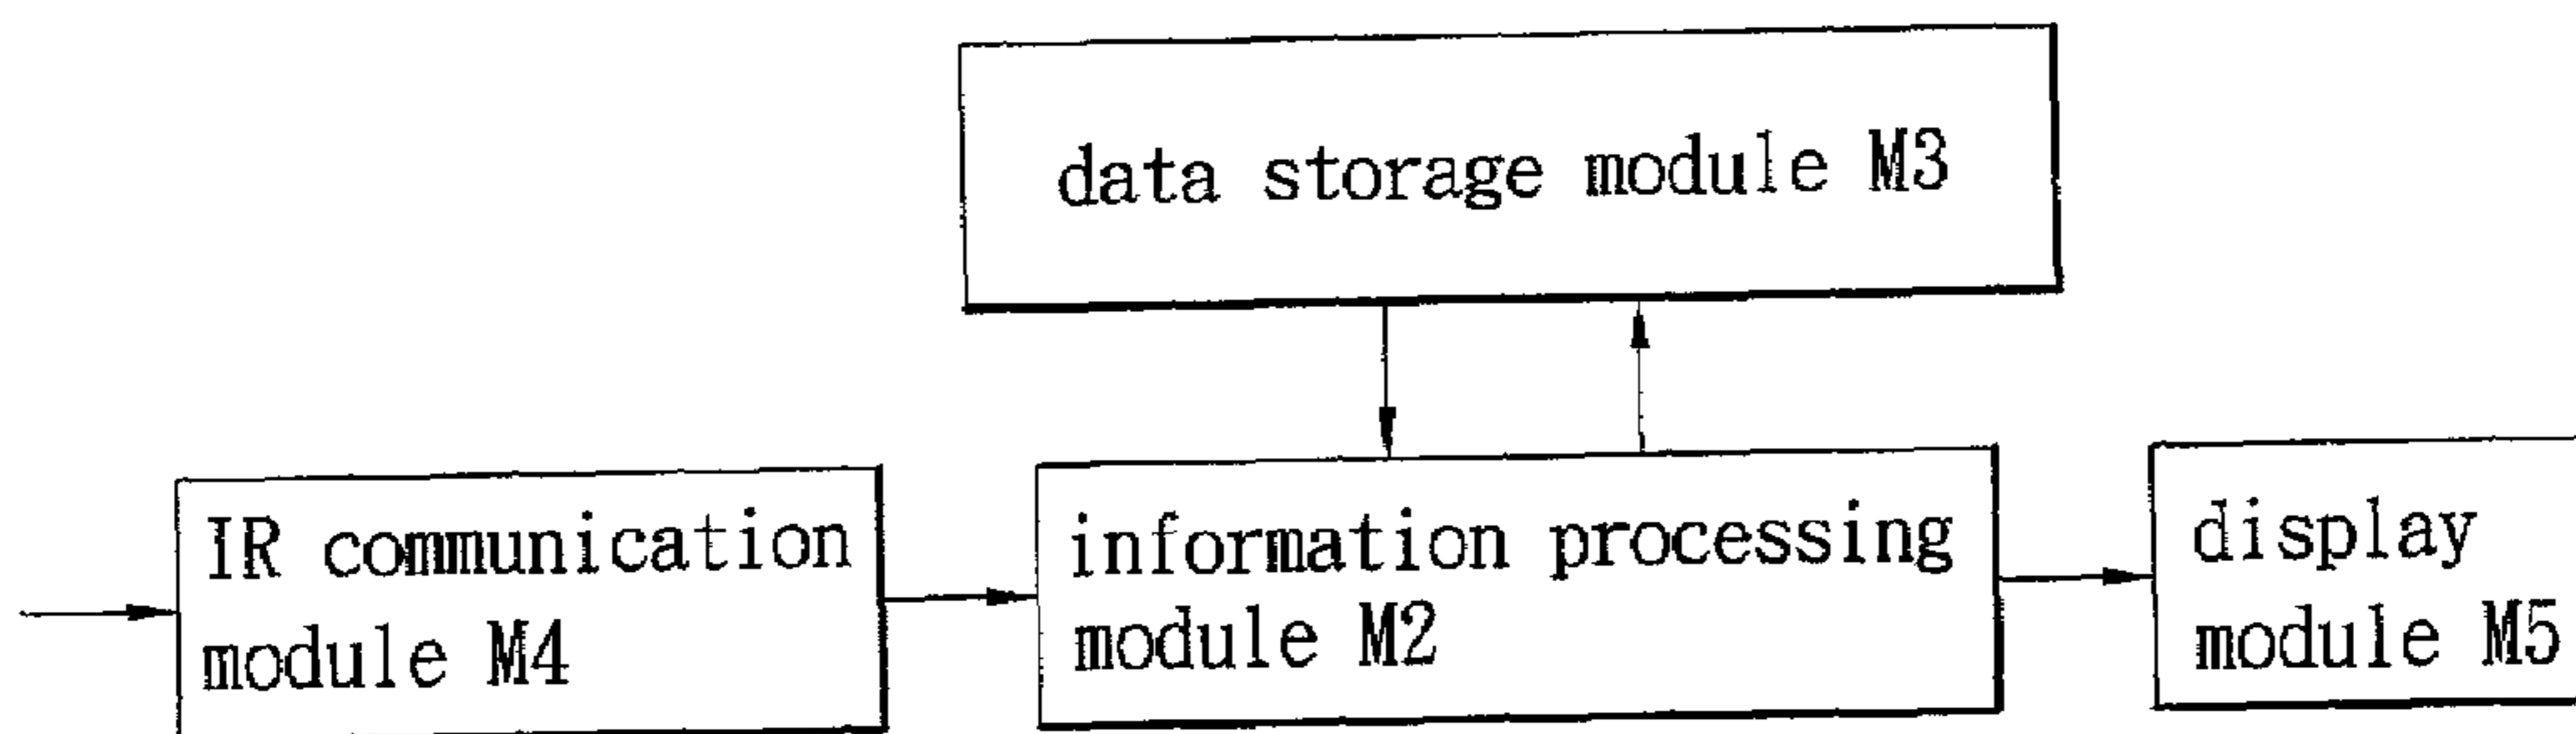 data storage module M3
IR communication
module M4
information processing
module M2
display
module M5